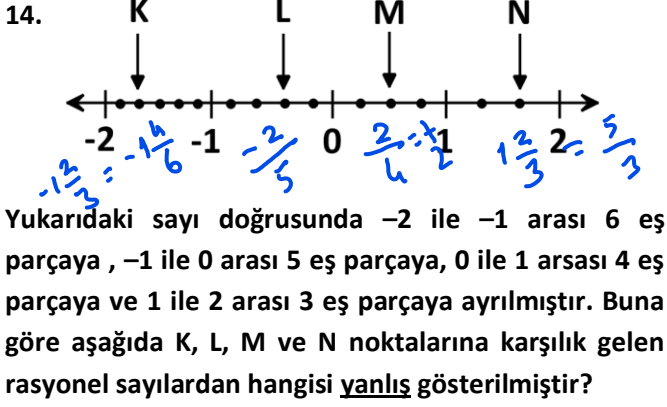 14. K L M N
-2 -1 0 1 2
-1 2/3 = -1 4/6 -2/5 2/4 = 1/2 1 2/3 = 5/3
Yukarıdaki sayı doğrusunda –2 ile –1 arası 6 eş
parçaya , –1 ile 0 arası 5 eş parçaya, 0 ile 1 arsası 4 eş
parçaya ve 1 ile 2 arası 3 eş parçaya ayrılmıştır. Buna
göre aşağıda K, L, M ve N noktalarına karşılık gelen
rasyonel sayılardan hangisi yanlış gösterilmiştir?